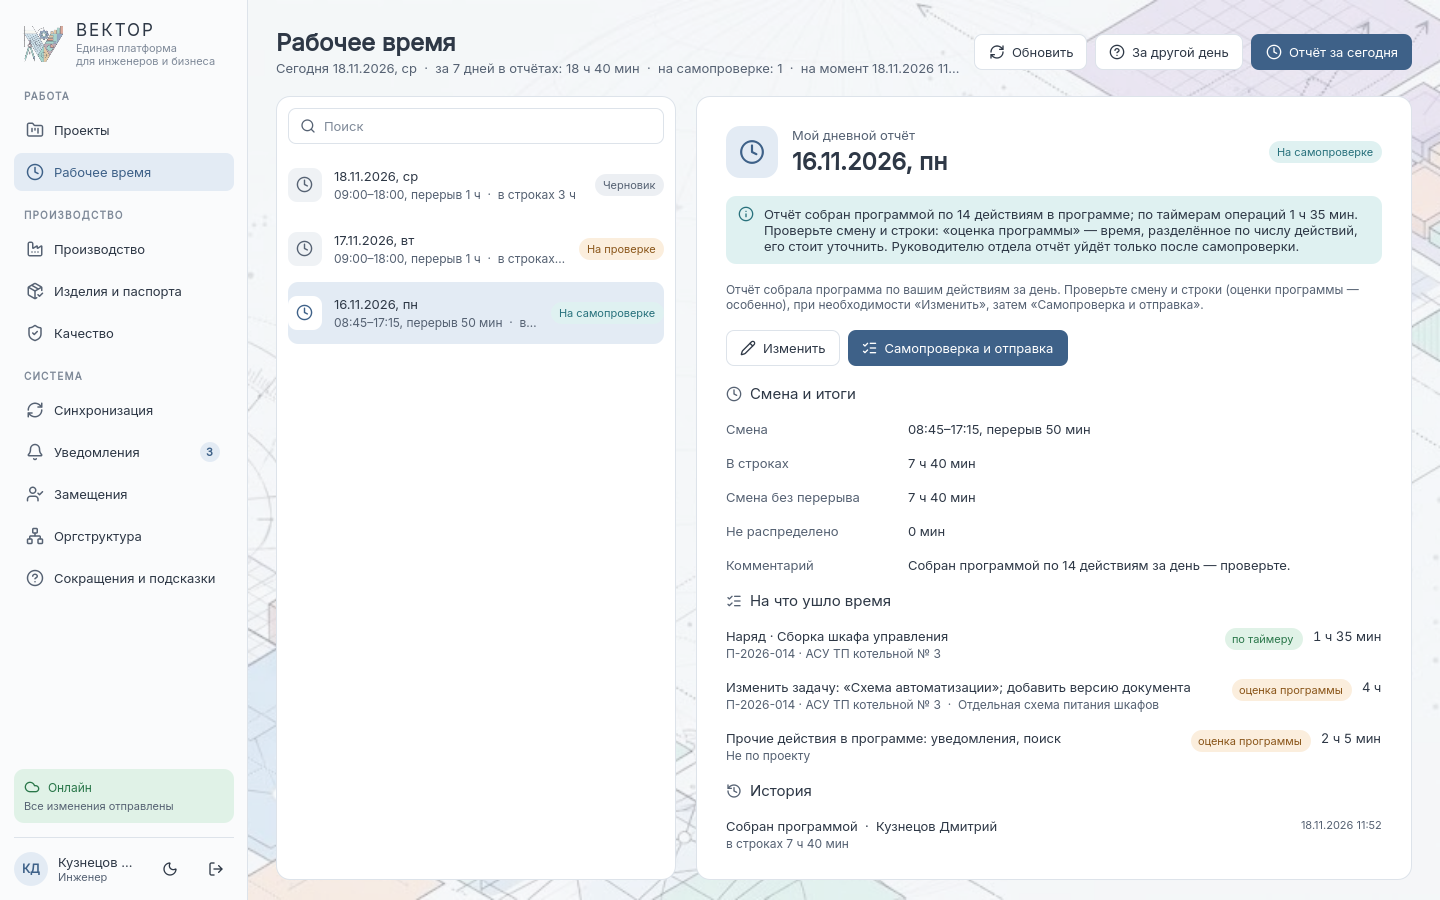 ВЕКТОР
Единая платформа
для инженеров и бизнеса
РАБОТА
Проекты
Рабочее время
ПРОИЗВОДСТВО
Производство
Изделия и паспорта
Качество
СИСТЕМА
Синхронизация
Уведомления 3
Замещения
Оргструктура
Сокращения и подсказки
Онлайн
Все изменения отправлены
КД
Кузнецов ...
Инженер
Рабочее время
Сегодня 18.11.2026, ср · за 7 дней в отчётах: 18 ч 40 мин · на самопроверке: 1 · на момент 18.11.2026 11...
Обновить
За другой день
Отчёт за сегодня
Поиск
18.11.2026, ср
09:00–18:00, перерыв 1 ч · в строках 3 ч
Черновик
17.11.2026, вт
09:00–18:00, перерыв 1 ч · в строках...
На проверке
16.11.2026, пн
08:45–17:15, перерыв 50 мин · в...
На самопроверке
Мой дневной отчёт
16.11.2026, пн
На самопроверке
Отчёт собран программой по 14 действиям в программе; по таймерам операций 1 ч 35 мин.
Проверьте смену и строки: «оценка программы» — время, разделённое по числу действий,
его стоит уточнить. Руководителю отдела отчёт уйдёт только после самопроверки.
Отчёт собрала программа по вашим действиям за день. Проверьте смену и строки (оценки программы —
особенно), при необходимости «Изменить», затем «Самопроверка и отправка».
Изменить
Самопроверка и отправка
Смена и итоги
Смена 08:45–17:15, перерыв 50 мин
В строках 7 ч 40 мин
Смена без перерыва 7 ч 40 мин
Не распределено 0 мин
Комментарий Собран программой по 14 действиям за день — проверьте.
На что ушло время
Наряд · Сборка шкафа управления по таймеру 1 ч 35 мин
П-2026-014 · АСУ ТП котельной № 3
Изменить задачу: «Схема автоматизации»; добавить версию документа оценка программы 4 ч
П-2026-014 · АСУ ТП котельной № 3 · Отдельная схема питания шкафов
Прочие действия в программе: уведомления, поиск оценка программы 2 ч 5 мин
Не по проекту
История
Собран программой · Кузнецов Дмитрий 18.11.2026 11:52
в строках 7 ч 40 мин